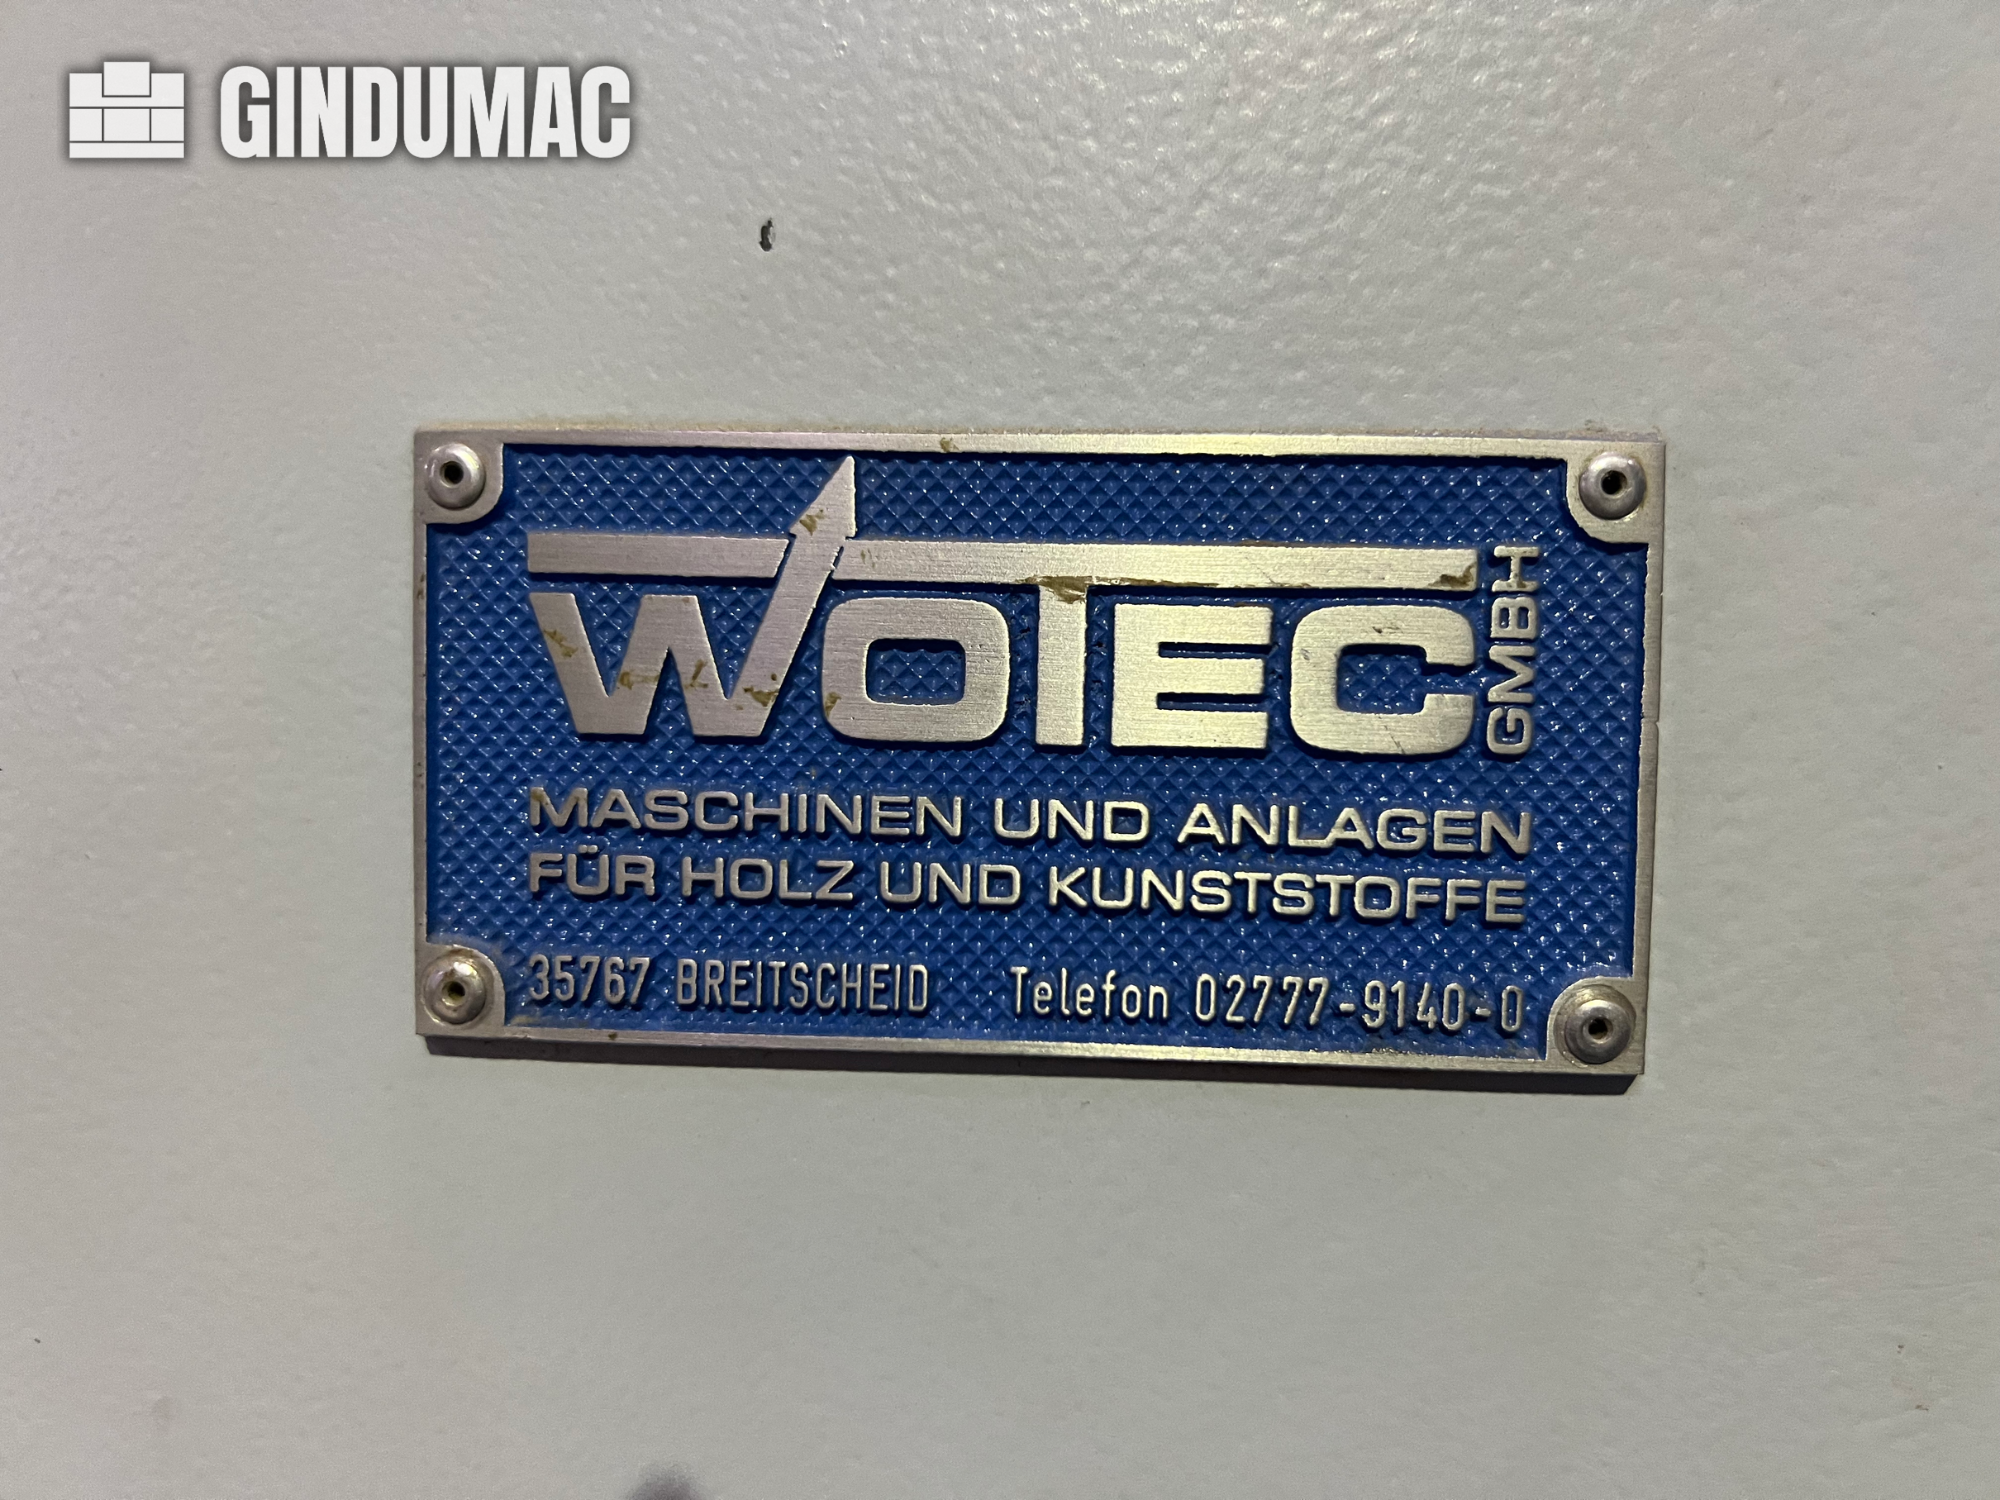 GINDUMAC
WOTEC GMBH
MASCHINEN UND ANLAGEN
FÜR HOLZ UND KUNSTSTOFFE
35767 BREITSCHEID Telefon 02777-9140-0